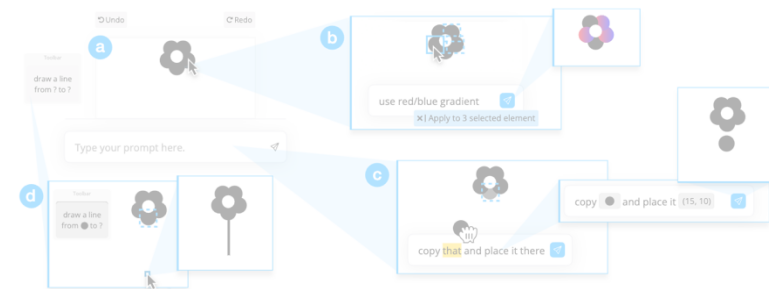 Undo
Redo
a
Toolbar
draw a line
from ? to ?
Type your prompt here.
b
use red/blue gradient
Apply to 3 selected element
c
copy that and place it there
copy and place it (15, 10)
d
Toolbar
draw a line
from to ?